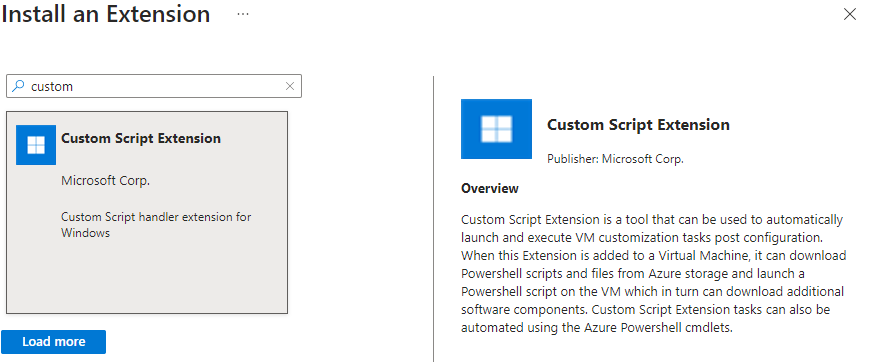 Install an Extension ...
custom
Custom Script Extension
Microsoft Corp.
Custom Script handler extension for
Windows
Load more
Custom Script Extension
Publisher: Microsoft Corp.
Overview
Custom Script Extension is a tool that can be used to automatically
launch and execute VM customization tasks post configuration.
When this Extension is added to a Virtual Machine, it can download
Powershell scripts and files from Azure storage and launch a
Powershell script on the VM which in turn can download additional
software components. Custom Script Extension tasks can also be
automated using the Azure Powershell cmdlets.